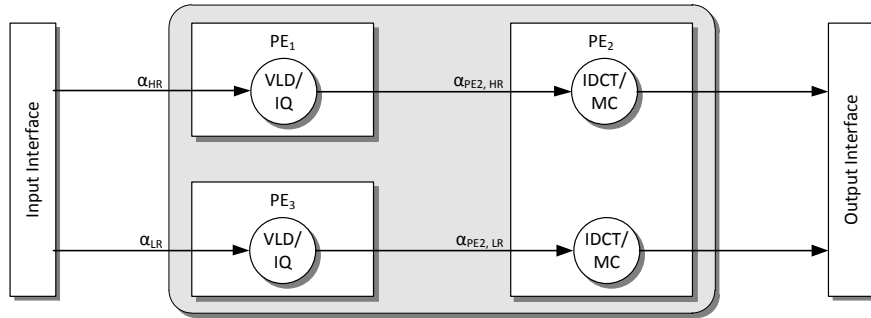 PE1
PE2
αHR
VLD/
IQ
αPE2, HR
IDCT/
MC
Input Interface
Output Interface
PE3
αLR
VLD/
IQ
αPE2, LR
IDCT/
MC